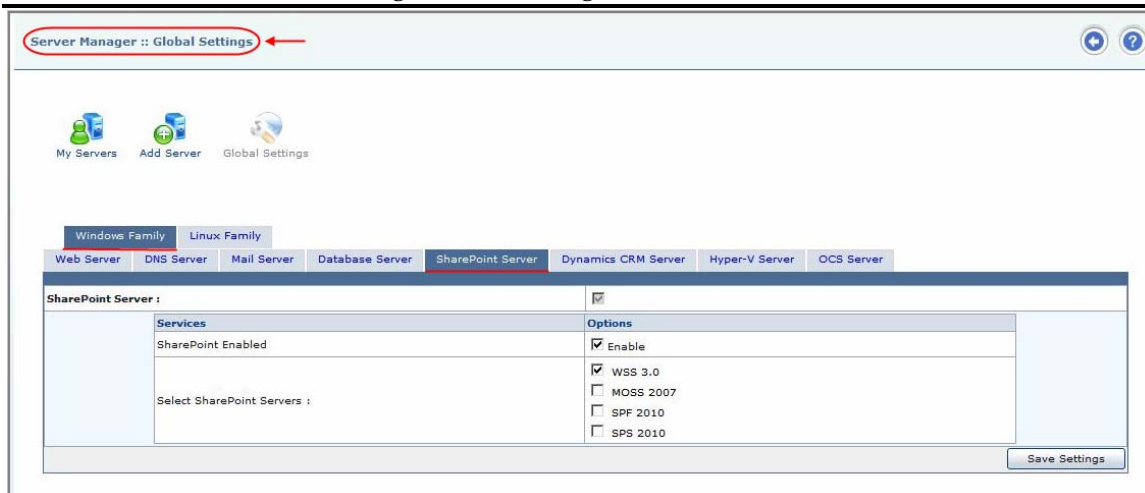 Server Manager :: Global Settings
My Servers Add Server Global Settings
Windows Family Linux Family
Web Server DNS Server Mail Server Database Server SharePoint Server Dynamics CRM Server Hyper-V Server OCS Server
SharePoint Server :
Services Options
SharePoint Enabled Enable
Select SharePoint Servers :
WSS 3.0
MOSS 2007
SPF 2010
SPS 2010
Save Settings